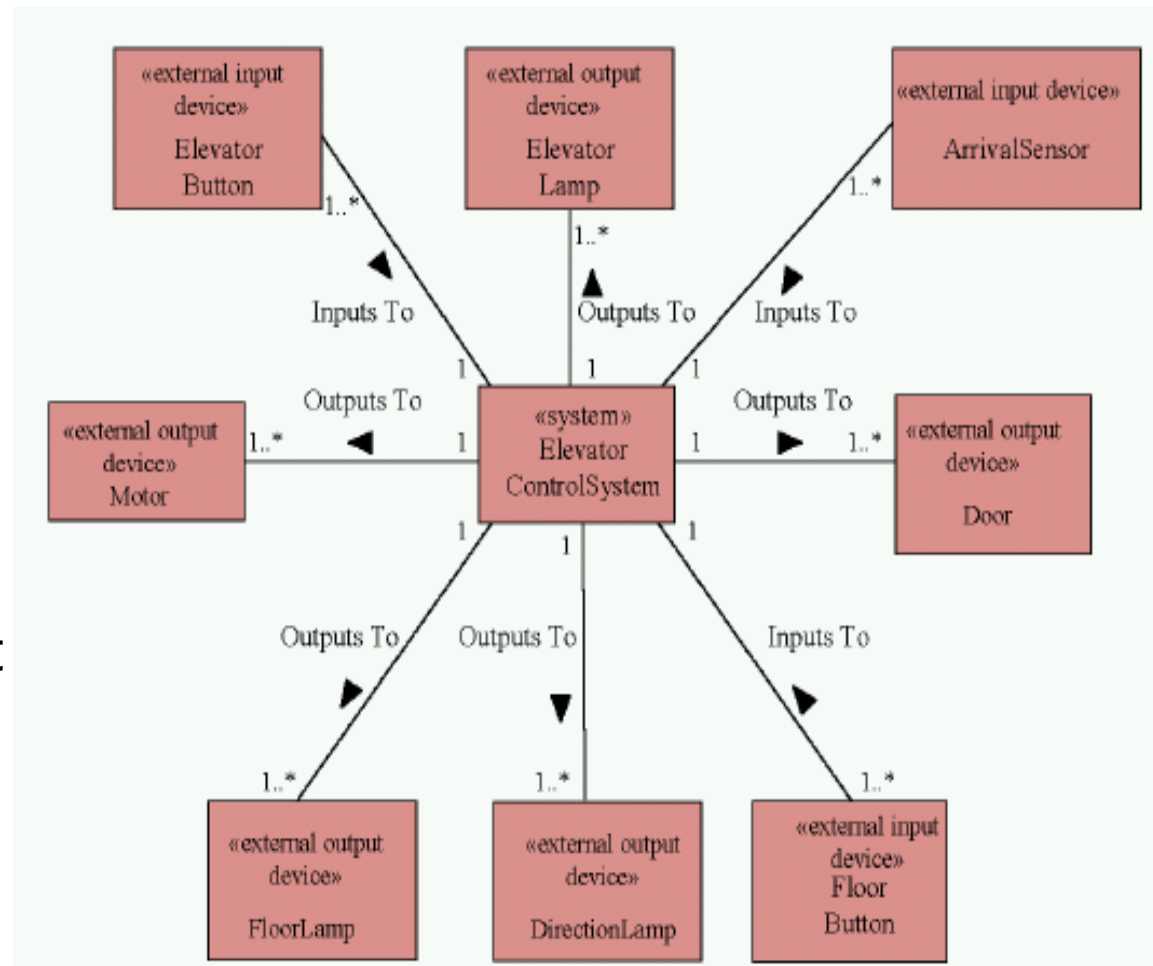 «external input
device»
Elevator
Button
«external output
device»
Elevator
Lamp
«external input device»
ArrivalSensor
1..*
1..*
1..*
Inputs To
Outputs To
Inputs To
1
1
1
Outputs To
Outputs To
«external output
device»
Motor
1..*
1
«system»
Elevator
ControlSystem
1
1..*
«external output
device»
Door
1
1
1
Outputs To
Outputs To
Inputs To
1..*
1..*
1..*
«external output
device»
FloorLamp
«external output
device»
DirectionLamp
«external input
device»
Floor
Button
t